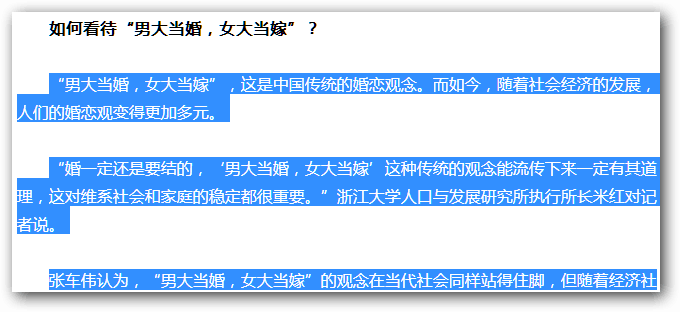 如何看待“男大当婚，女大当嫁”？
“男大当婚，女大当嫁”，这是中国传统的婚恋观念。而如今，随着社会经济的发展，
人们的婚恋观变得更加多元。
“婚一定还是要结的，‘男大当婚，女大当嫁’这种传统的观念能流传下来一定有其道
理，这对维系社会和家庭的稳定都很重要。”浙江大学人口与发展研究所执行所长米红对记
者说。
张车伟认为，“男大当婚，女大当嫁”的观念在当代社会同样站得住脚，但随着经济社